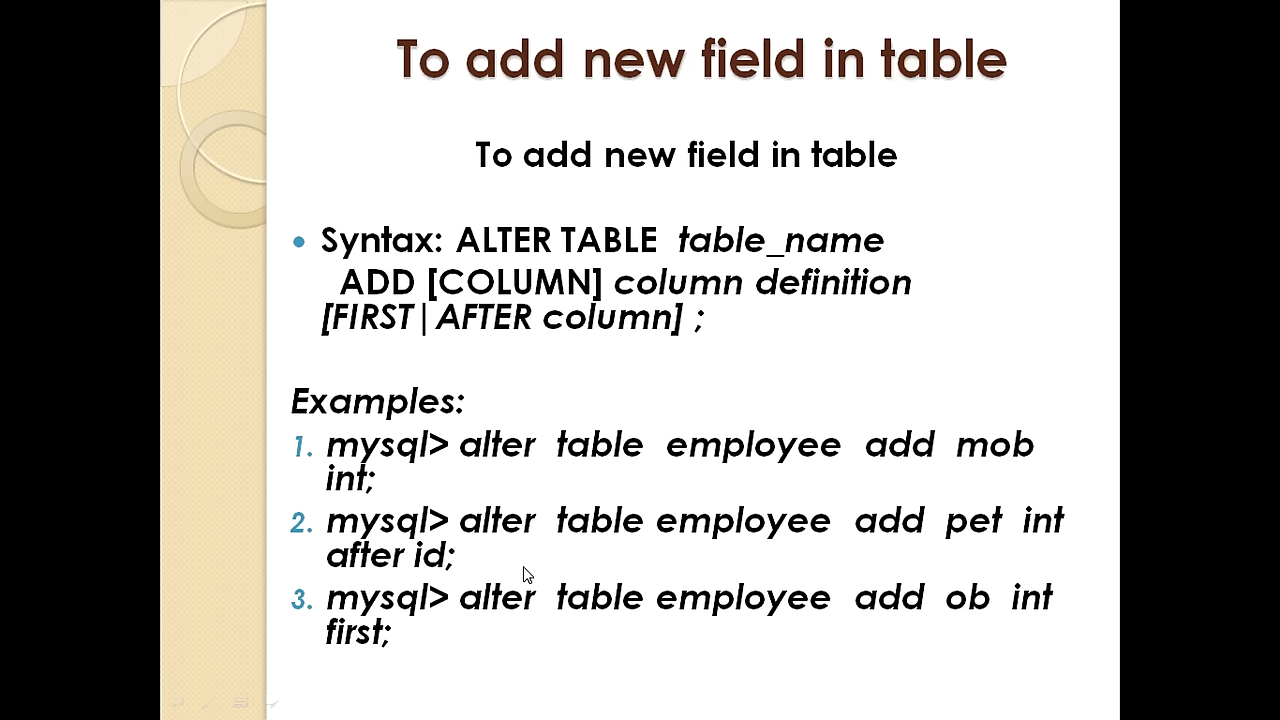 To add new field in table
To add new field in table
Syntax: ALTER TABLE table_name
ADD [COLUMN] column definition
[FIRST|AFTER column] ;
Examples:
1. mysql> alter table employee add mob
int;
2. mysql> alter table employee add pet int
after id;
3. mysql> alter table employee add ob int
first;